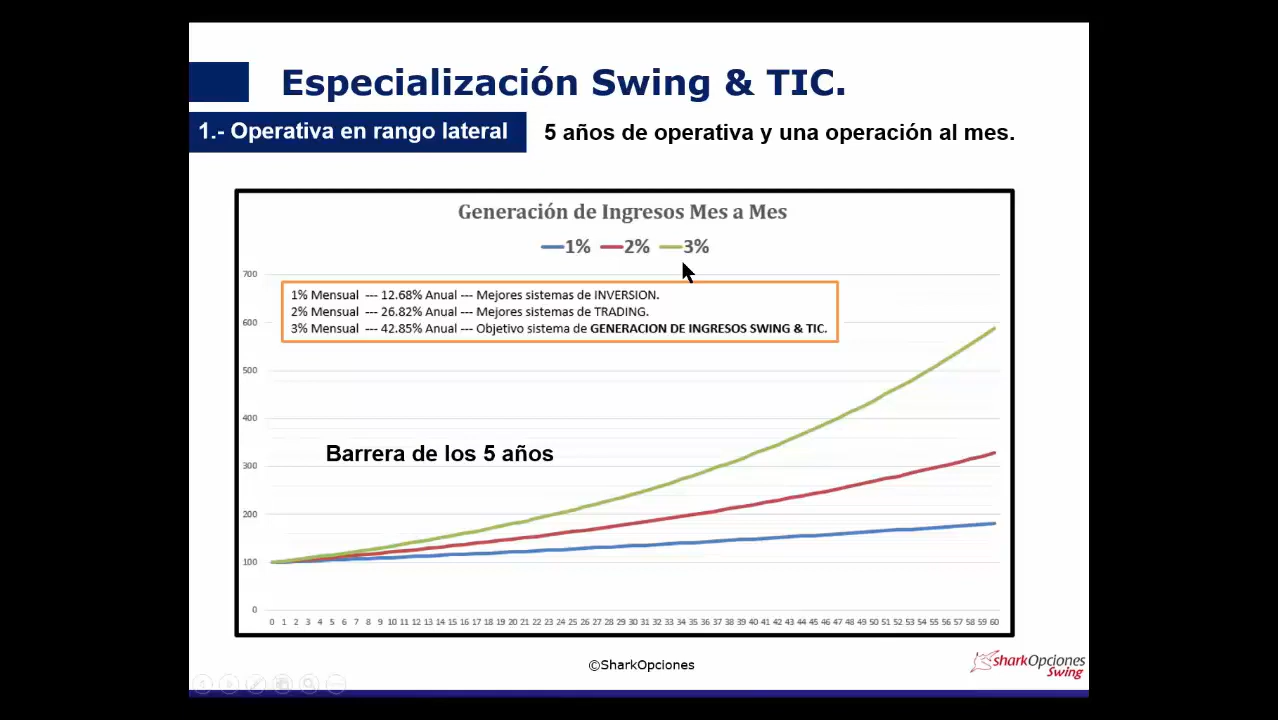 Especialización Swing & TIC.
1.- Operativa en rango lateral
5 años de operativa y una operación al mes.
Generación de Ingresos Mes a Mes
1% 2% 3%
700
1% Mensual --- 12.68% Anual --- Mejores sistemas de INVERSION.
2% Mensual --- 26.82% Anual --- Mejores sistemas de TRADING.
3% Mensual --- 42.85% Anual --- Objetivo sistema de GENERACION DE INGRESOS SWING & TIC.
600
500
400
Barrera de los 5 años
300
200
100
0
0 1 2 3 4 5 6 7 8 9 10 11 12 13 14 15 16 17 18 19 20 21 22 23 24 25 26 27 28 29 30 31 32 33 34 35 36 37 38 39 40 41 42 43 44 45 46 47 48 49 50 51 52 53 54 55 56 57 58 59 60
©SharkOpciones
sharkOpciones
Swing